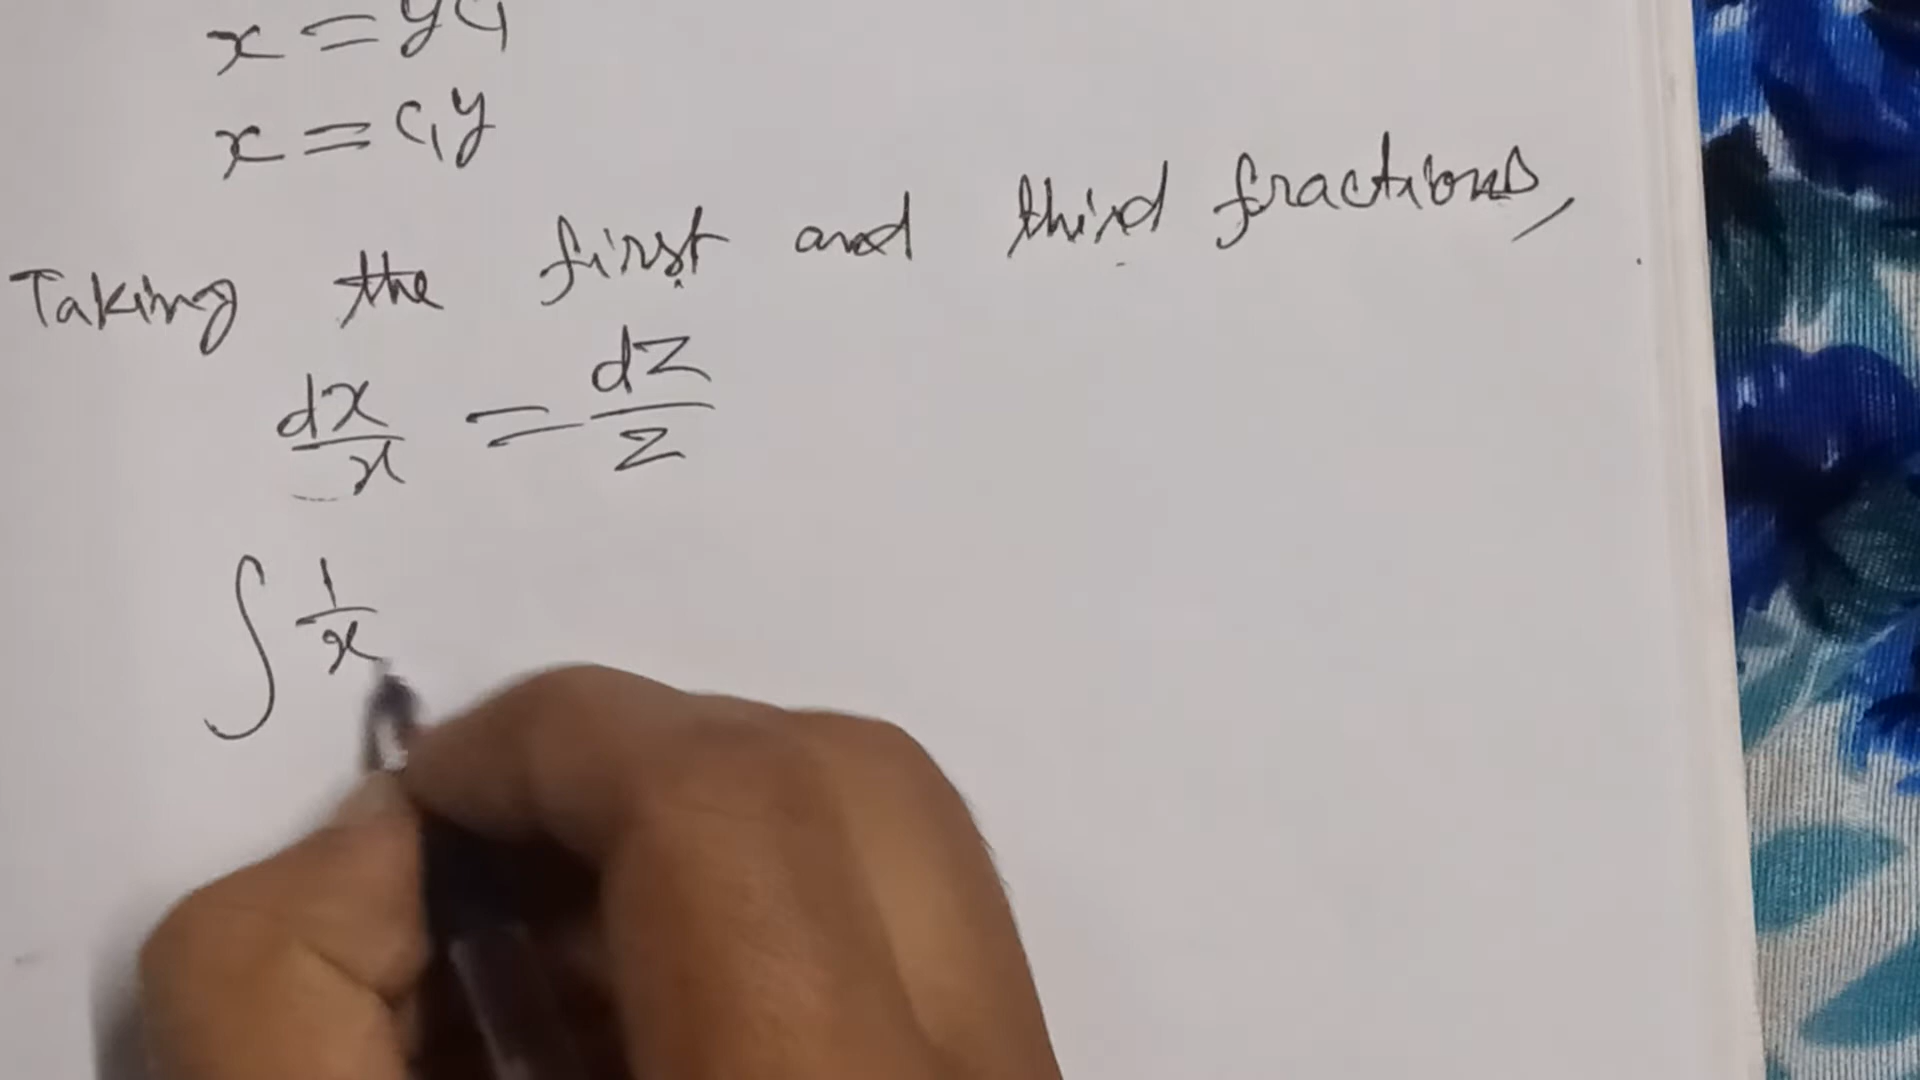 x = yc₁
x = c₁y
Taking the first and third fractions,
dx/x = dz/z
∫ 1/x